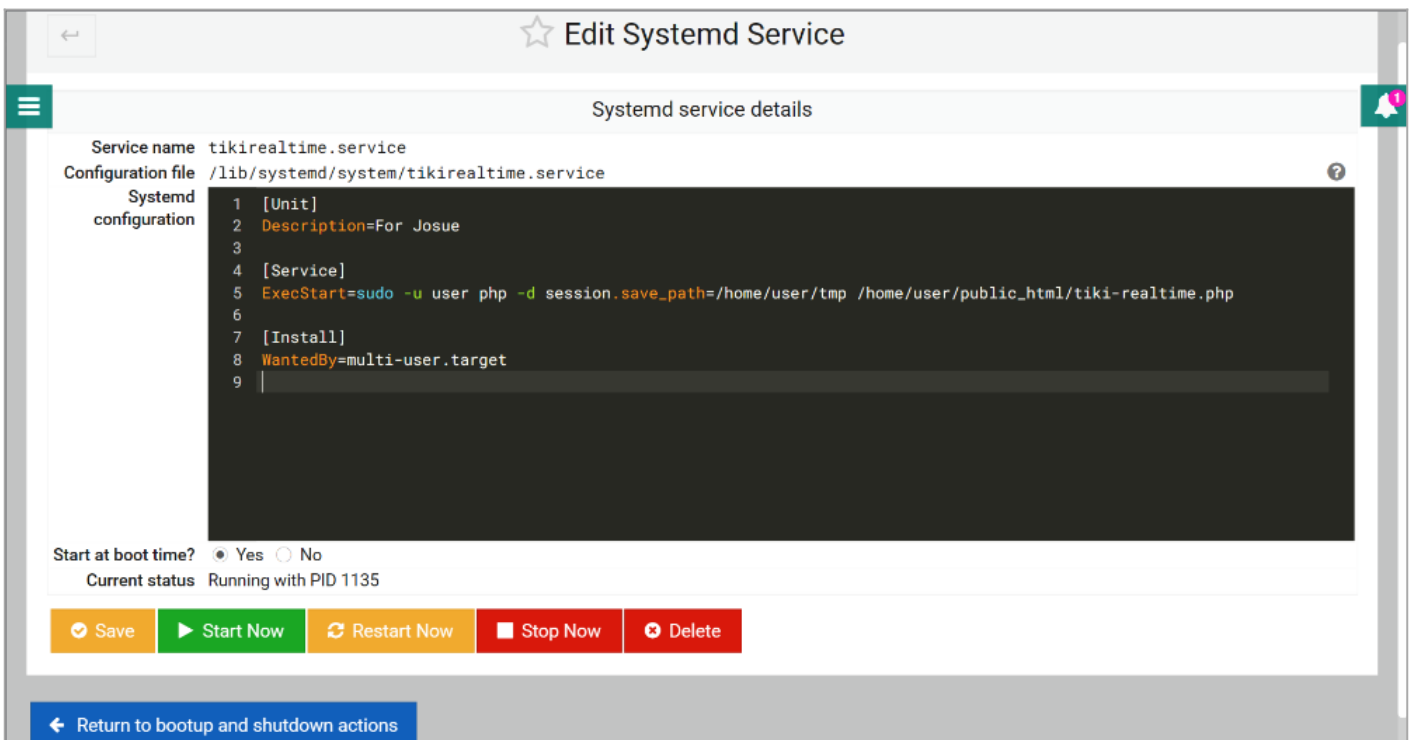 Edit Systemd Service
1
Systemd service details
Service name tikirealtime.service
Configuration file /lib/systemd/system/tikirealtime.service
Systemd configuration
1 [Unit]
2 Description=For Josue
3
4 [Service]
5 ExecStart=sudo -u user php -d session.save_path=/home/user/tmp /home/user/public_html/tiki-realtime.php
6
7 [Install]
8 WantedBy=multi-user.target
9
Start at boot time? Yes No
Current status Running with PID 1135
Save Start Now Restart Now Stop Now Delete
Return to bootup and shutdown actions